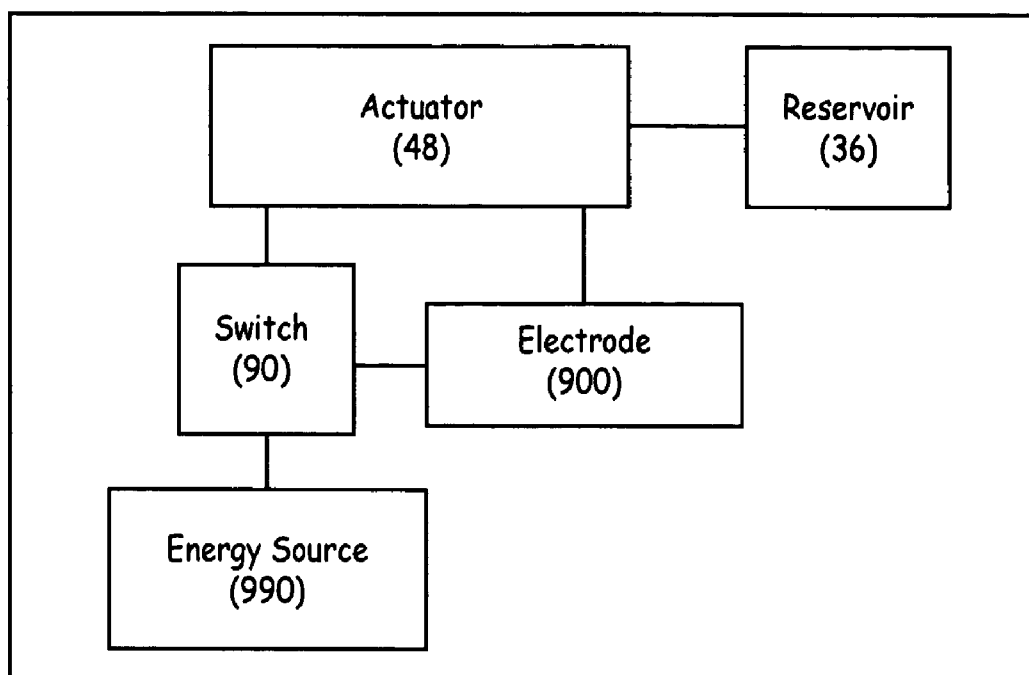 Actuator
(48)
Reservoir
(36)
Switch
(90)
Electrode
(900)
Energy Source
(990)